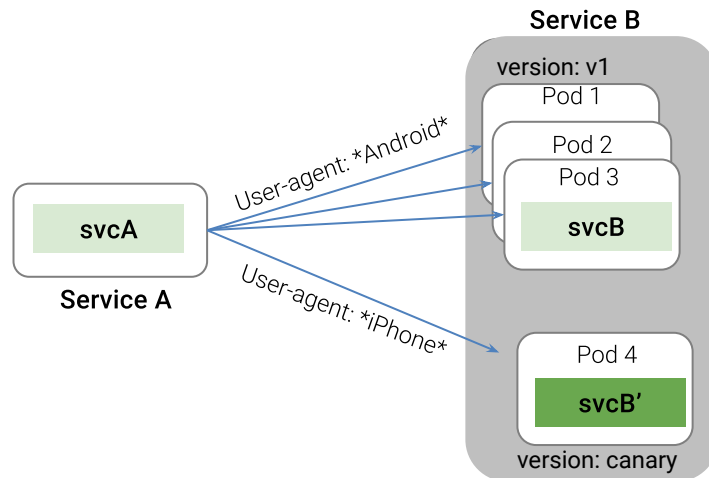 Service B
version: v1
Pod 1
Pod 2
Pod 3
svcB
User-agent: *Android*
svcA
Service A
User-agent: *iPhone*
Pod 4
svcB’
version: canary